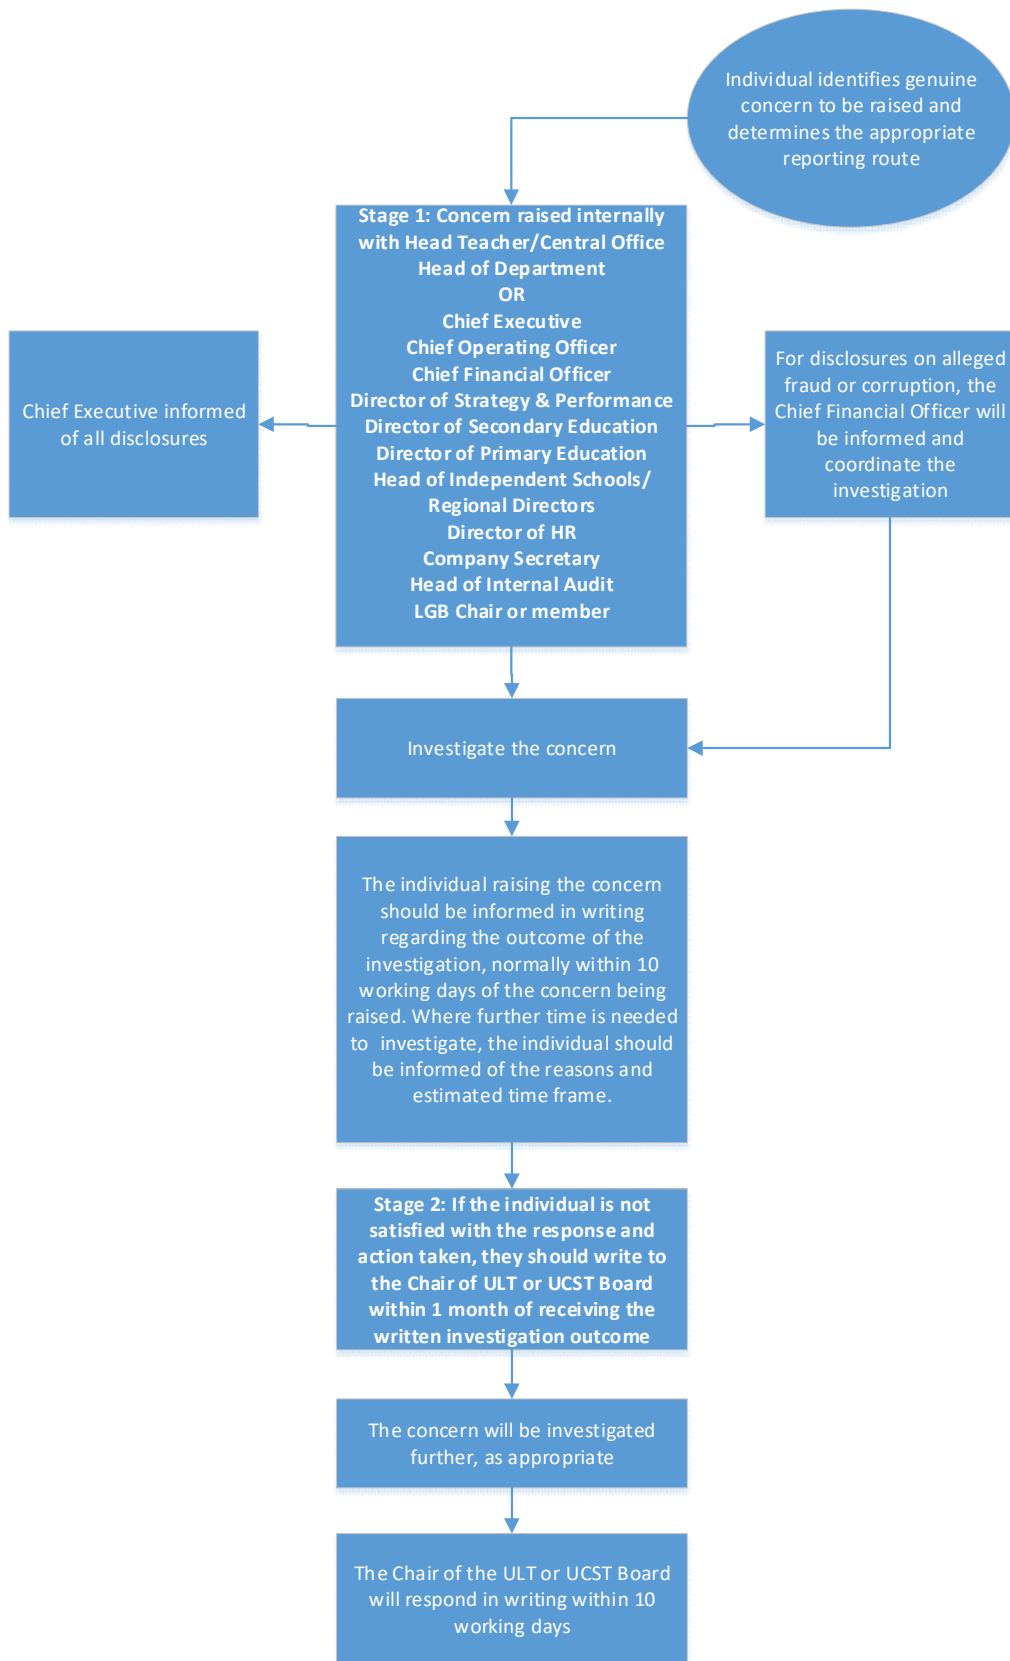 Individual identifies genuine
concern to be raised and
determines the appropriate
reporting route
Stage 1: Concern raised internally
with Head Teacher/Central Office
Head of Department
OR
Chief Executive
Chief Operating Officer
Chief Financial Officer
Director of Strategy & Performance
Director of Secondary Education
Director of Primary Education
Head of Independent Schools/
Regional Directors
Director of HR
Company Secretary
Head of Internal Audit
LGB Chair or member
Chief Executive informed
of all disclosures
For disclosures on alleged
fraud or corruption, the
Chief Financial Officer will
be informed and
coordinate the
investigation
Investigate the concern
The individual raising the concern
should be informed in writing
regarding the outcome of the
investigation, normally within 10
working days of the concern being
raised. Where further time is needed
to investigate, the individual should
be informed of the reasons and
estimated time frame.
Stage 2: If the individual is not
satisfied with the response and
action taken, they should write to
the Chair of ULT or UCST Board
within 1 month of receiving the
written investigation outcome
The concern will be investigated
further, as appropriate
The Chair of the ULT or UCST Board
will respond in writing within 10
working days